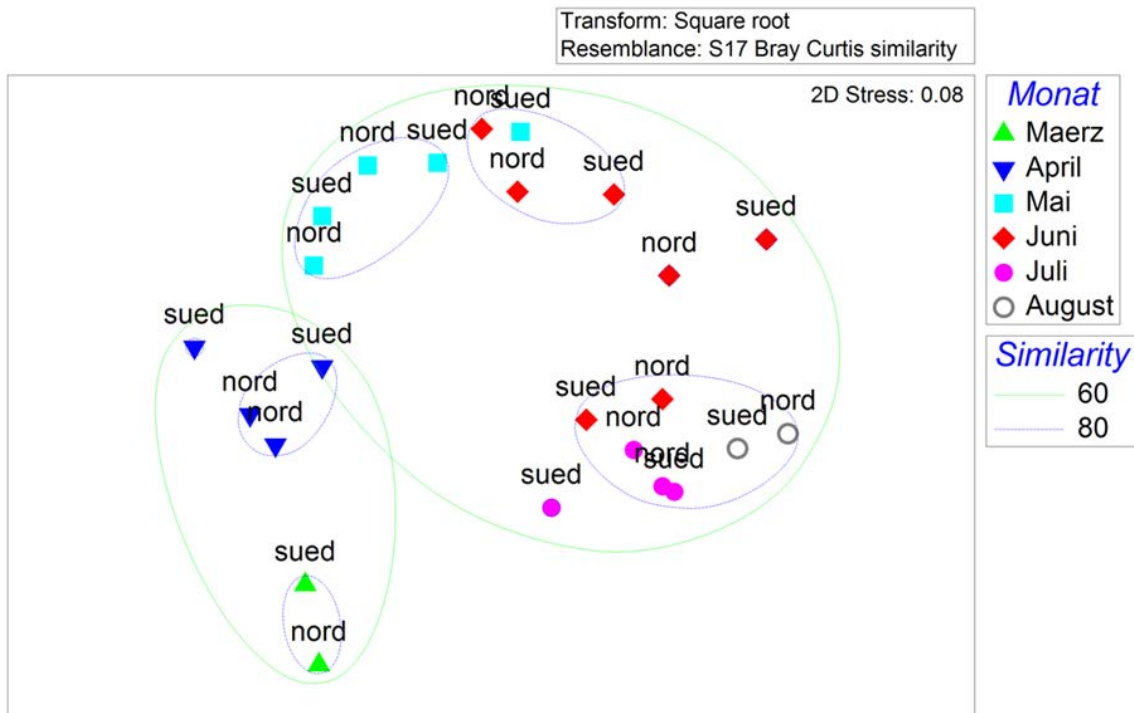 Transform: Square root
Resemblance: S17 Bray Curtis similarity
2D Stress: 0.08
nord
sued
nord
sued
nord
sued
sued
sued
nord
nord
sued
sued
nord
sued
nord
sued
nord
nord
sued
nord
nord
sued
sued
sued
nord
Monat
Maerz
April
Mai
Juni
Juli
August
Similarity
60
80